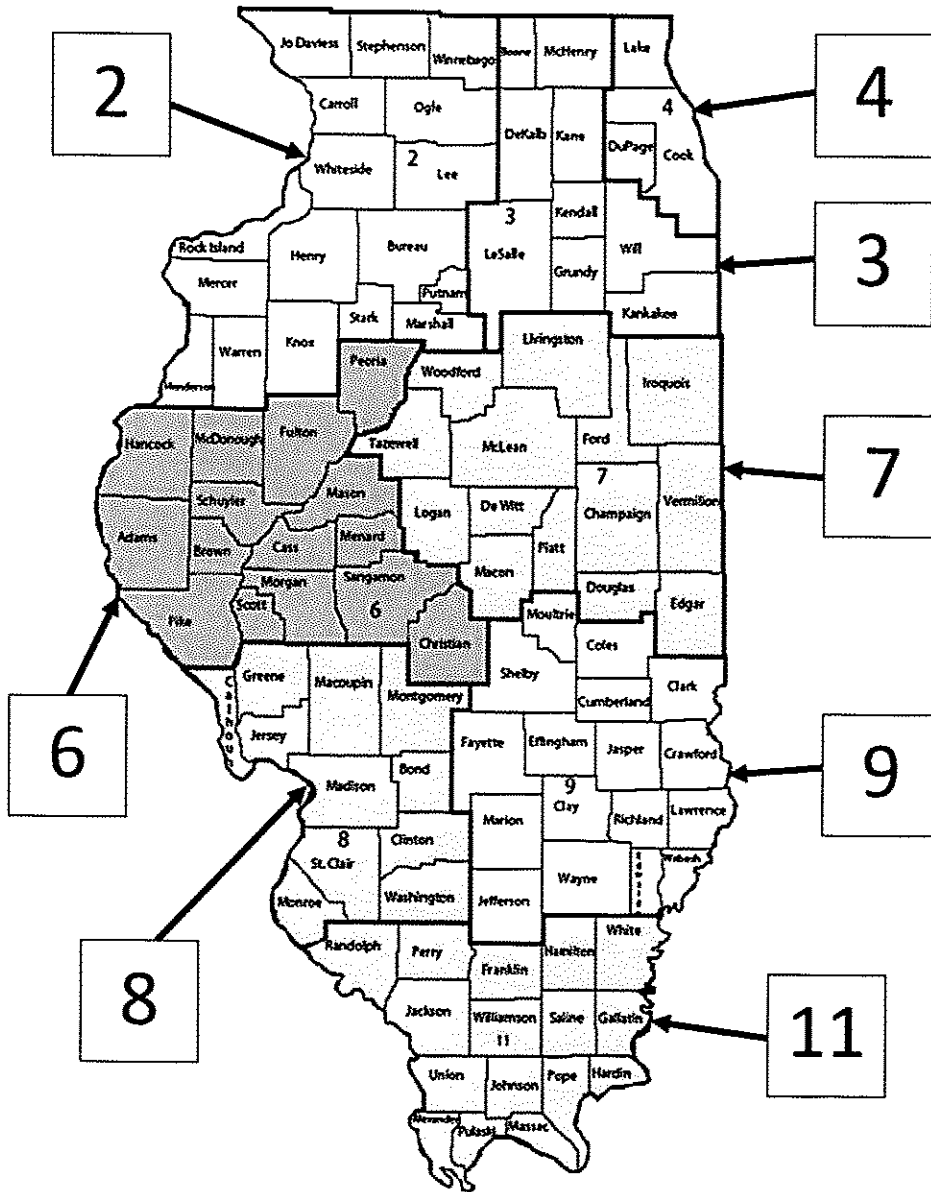 Jo Daviess
Stephenson
Winnebago
Boone
McHenry
Lake
2
4
Carroll
Ogle
4
DeKalb
Kane
DuPage
Cook
Whiteside
2
Lee
3
Kendall
Rock Island
Henry
Bureau
LaSalle
Will
3
Mercer
Putnam
Grundy
Stark
Marshall
Kankakee
Henderson
Warren
Knox
Peoria
Woodford
Livingston
Iroquois
Hancock
McDonough
Fulton
Tazewell
McLean
Ford
7
7
Schuyler
Mason
Logan
De Witt
Champaign
Vermilion
Adams
Brown
Cass
Menard
Piatt
Macon
Morgan
Sangamon
Douglas
Pike
Scott
6
Moultrie
Edgar
Christian
Coles
Shelby
6
Calhoun
Greene
Macoupin
Montgomery
Cumberland
Clark
Jersey
Fayette
Effingham
Jasper
Crawford
9
Madison
Bond
9
Clay
Richland
Lawrence
Marion
8
St. Clair
Clinton
Wayne
Edwards
Wabash
Monroe
Washington
Jefferson
8
Randolph
Perry
Hamilton
White
Franklin
Jackson
Williamson
11
Saline
Gallatin
11
Union
Johnson
Pope
Hardin
Alexander
Pulaski
Massac